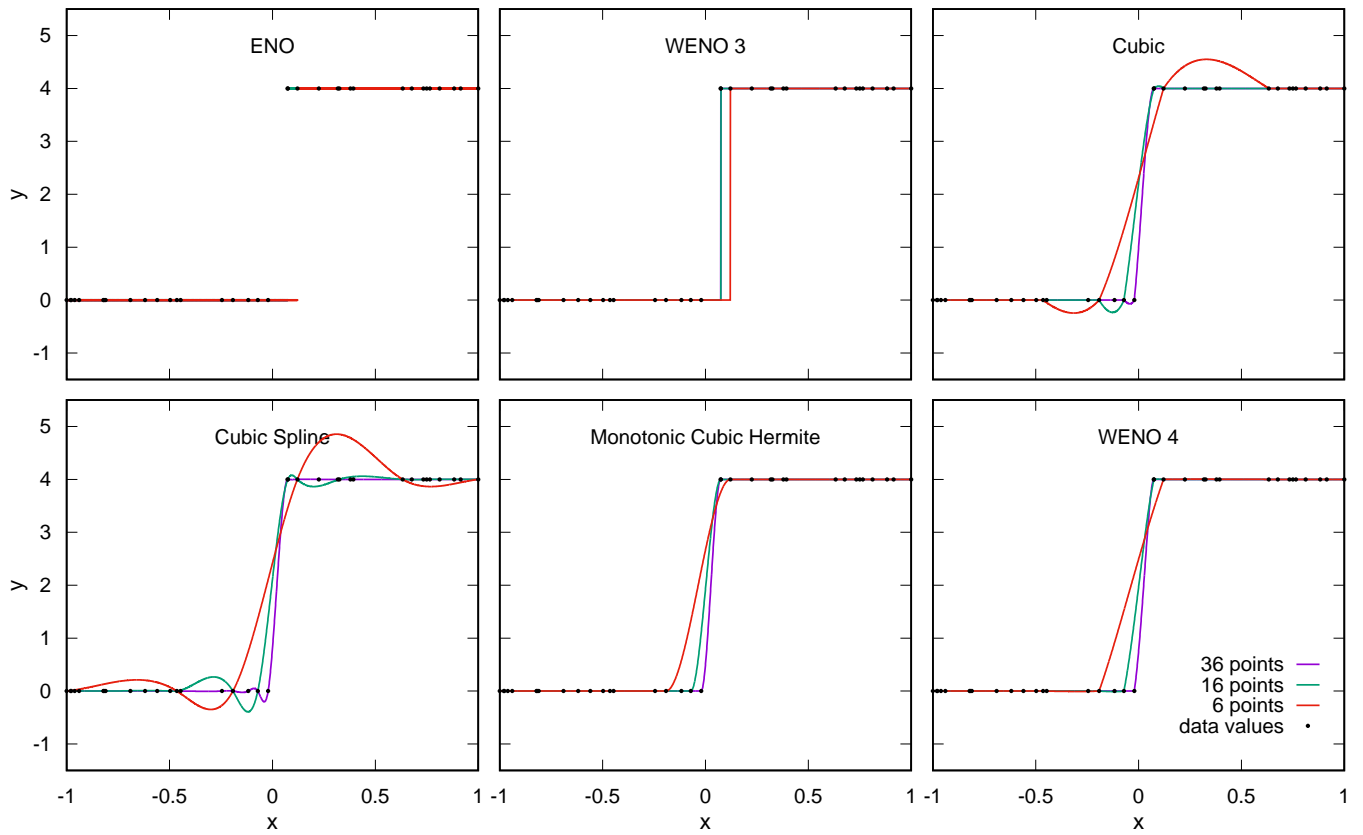 ENO
WENO 3
Cubic
5
4
3
2
1
0
-1
y
Cubic Spline
Monotonic Cubic Hermite
WENO 4
5
4
3
2
1
0
-1
y
36 points
16 points
6 points
data values
-1 -0.5 0 0.5 1
-1 -0.5 0 0.5 1
-1 -0.5 0 0.5 1
x
x
x